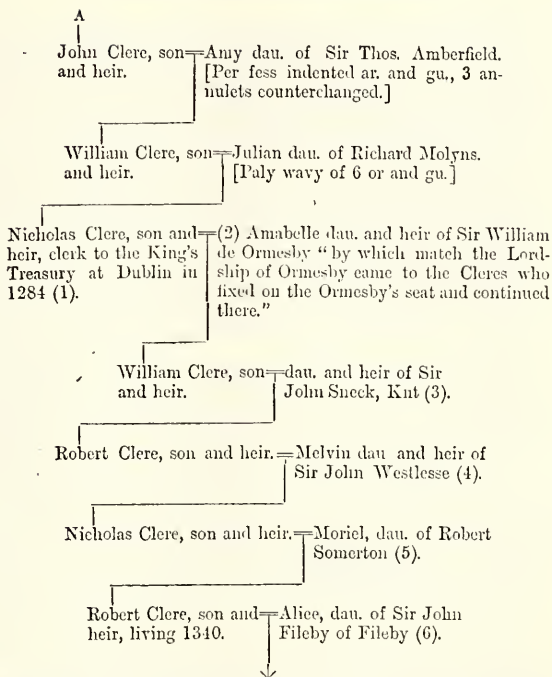 A
John Clere, son=Amy dau. of Sir Thos. Amberfield.
and heir. [Per fess indented ar. and gu., 3 an-
nulets counterchanged.]
William Clere, son=Julian dau. of Richard Molyns.
and heir. [Paly wavy of 6 or and gu.]
Nicholas Clere, son and=(2) Amabelle dau. and heir of Sir William
heir, clerk to the King's de Ormesby "by which match the Lord-
Treasury at Dublin in ship of Ormesby came to the Cleres who
1284 (1). fixed on the Ormesby's seat and continued
there."
William Clere, son=dau. and heir of Sir
and heir. John Sneck, Knt (3).
Robert Clere, son and heir.=Melvin dau and heir of
Sir John Westlesse (4).
Nicholas Clere, son and heir.=Moriel, dau. of Robert
Somerton (5).
Robert Clere, son and=Alice, dau. of Sir John
heir, living 1340. Fileby of Fileby (6).